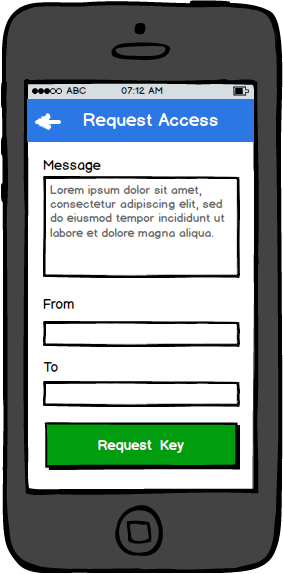 ABC 07:12 AM
Request Access
Message
Lorem ipsum dolor sit amet,
consectetur adipiscing elit, sed
do eiusmod tempor incididunt ut
labore et dolore magna aliqua.
From
To
Request Key